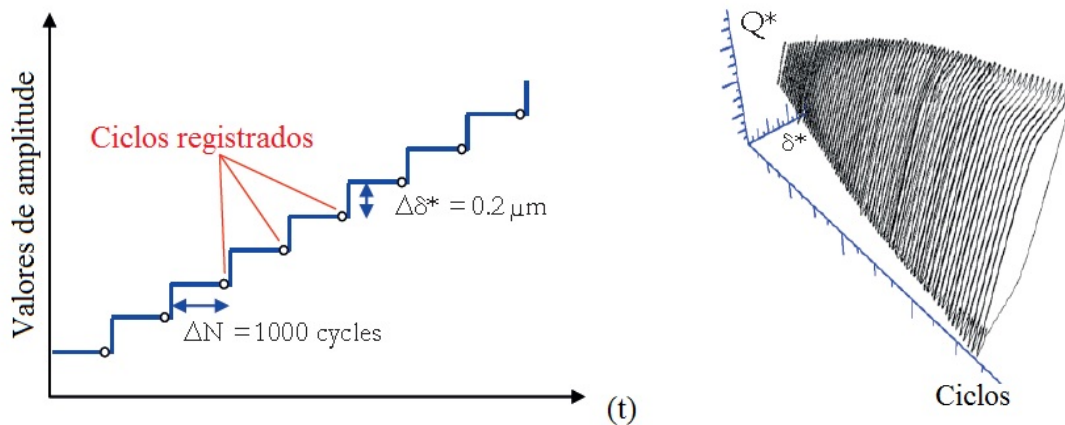 Valores de amplitude
Ciclos registrados
Δδ* = 0.2 μm
ΔN = 1000 cycles
(t)
Q*
δ*
Ciclos